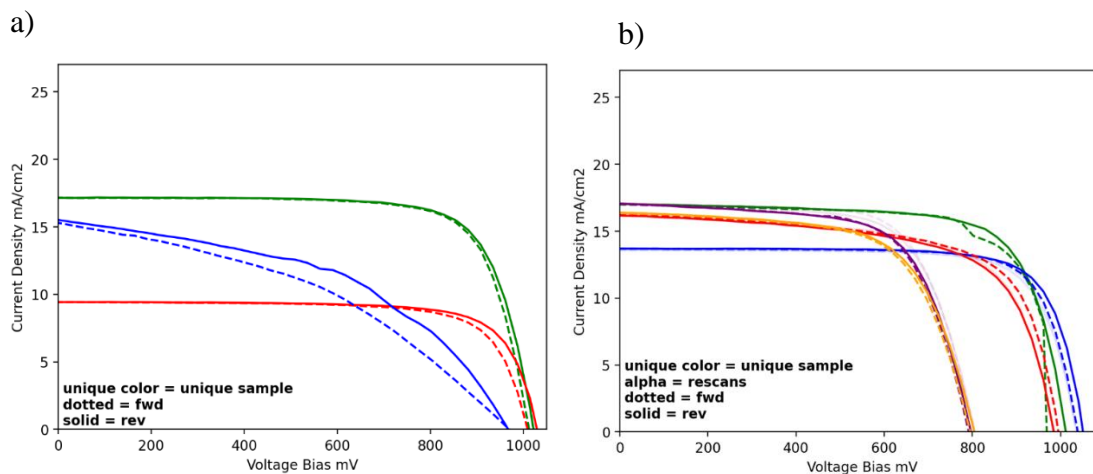 a)
b)
25
20
15
10
5
0
0 200 400 600 800 1000
Current Density mA/cm2
Voltage Bias mV
unique color = unique sample
dotted = fwd
solid = rev
25
20
15
10
5
0
0 200 400 600 800 1000
Current Density mA/cm2
Voltage Bias mV
unique color = unique sample
alpha = rescans
dotted = fwd
solid = rev